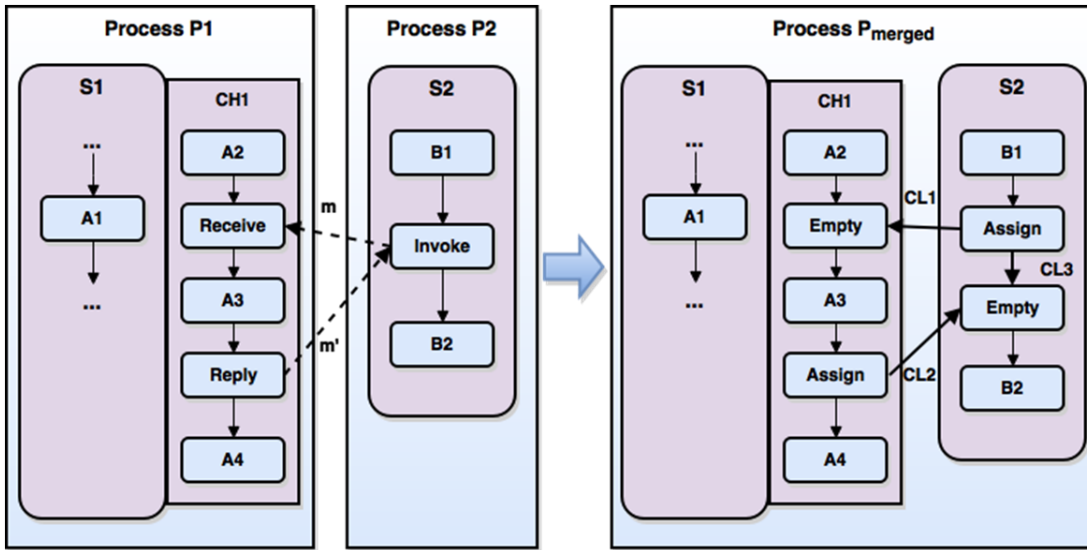 Process P1
S1
...
A1
...
CH1
A2
Receive
A3
Reply
A4
m
m'
Process P2
S2
B1
Invoke
B2
Process Pmerged
S1
...
A1
...
CH1
A2
Empty
A3
Assign
A4
CL1
CL2
S2
B1
Assign
CL3
Empty
B2